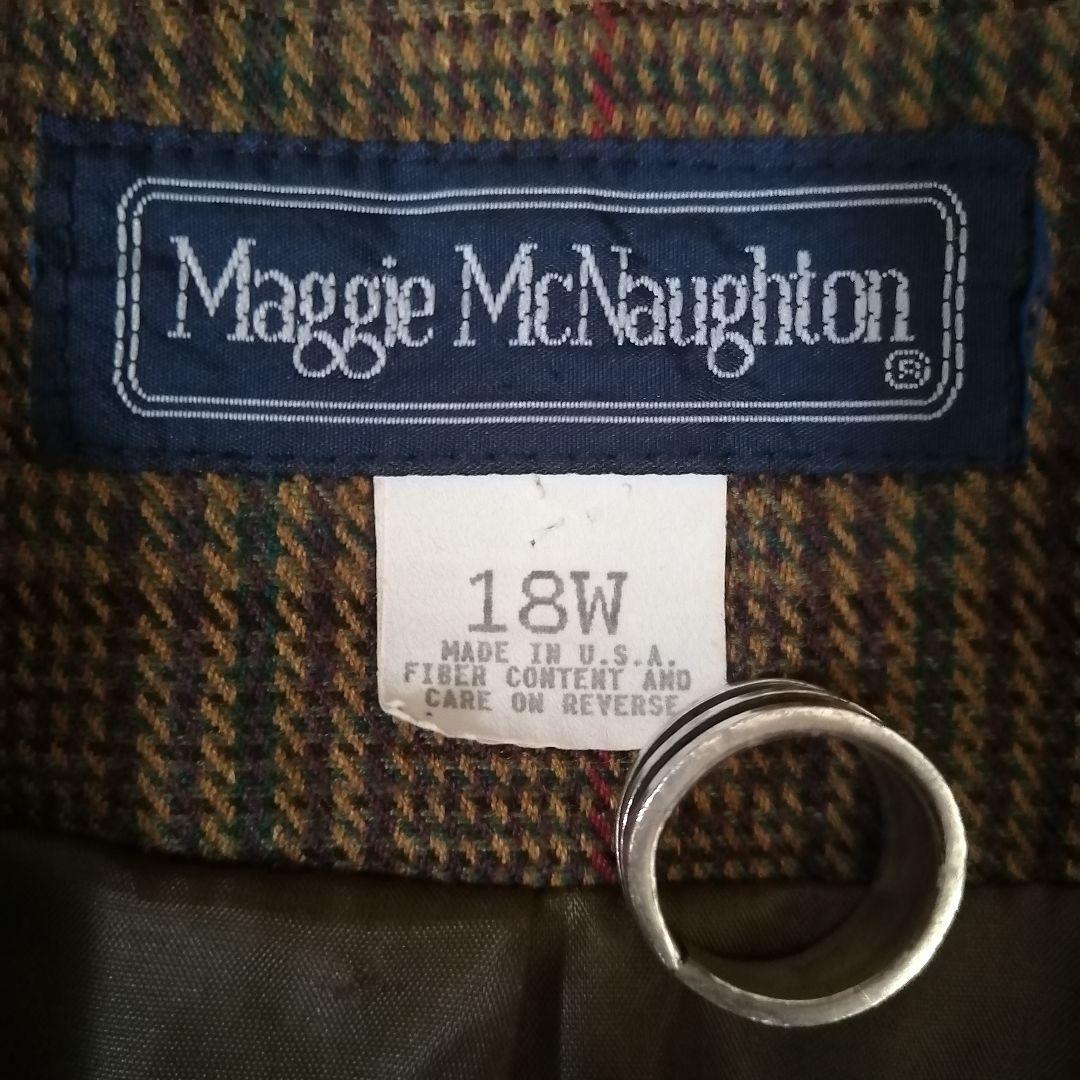 Maggie McNaughton
®
18W
MADE IN U.S.A.
FIBER CONTENT AND
CARE ON REVERSE